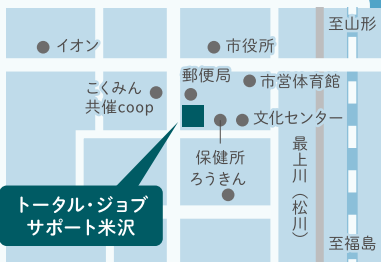 至山形
イオン
市役所
郵便局
市営体育館
こくみん
共催coop
文化センター
保健所
ろうきん
最上川（松川）
トータル・ジョブ
サポート米沢
至福島